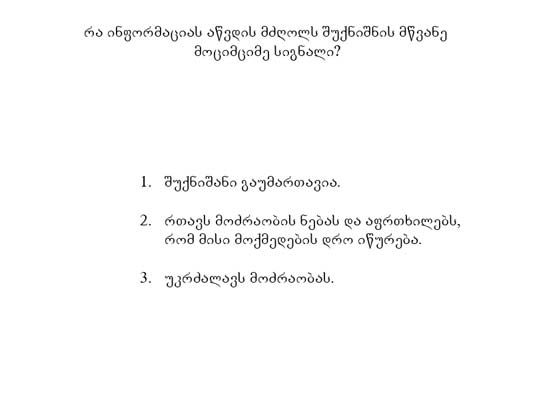 რა ინფორმაციას აწვდის მძღოლს შუქნიშნის მწვანე
მოციმციმე სიგნალი?
1. შუქნიშანი გაუმართავია.
2. რთავს მოძრაობის ნებას და აფრთხილებს,
რომ მისი მოქმედების დრო იწურება.
3. უკრძალავს მოძრაობას.